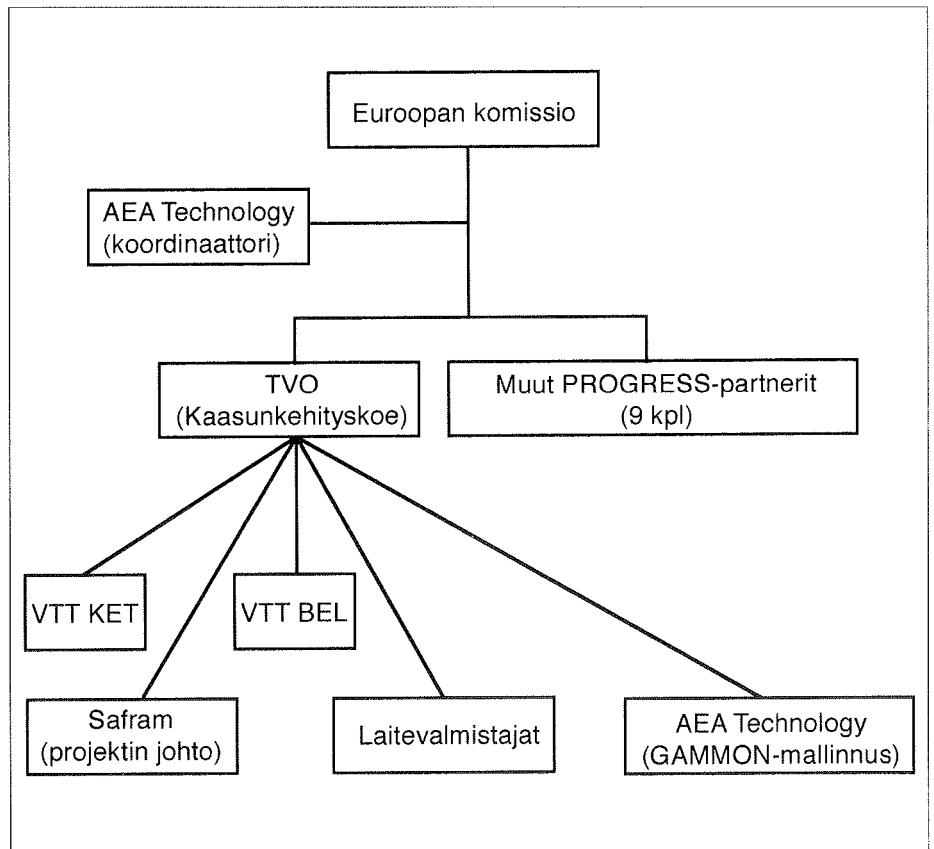 Euroopan komissio
AEA Technology
(koordinaattori)
TVO
(Kaasunkehityskoe)
Muut PROGRESS-partnerit
(9 kpl)
VTT KET
VTT BEL
Safram
(projektin johto)
Laitevalmistajat
AEA Technology
(GAMMON-mallinnus)